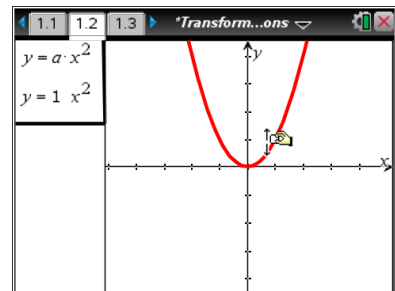 1.1 1.2 1.3 *Transform...ons
y = a · x²
y = 1 x²
y
x